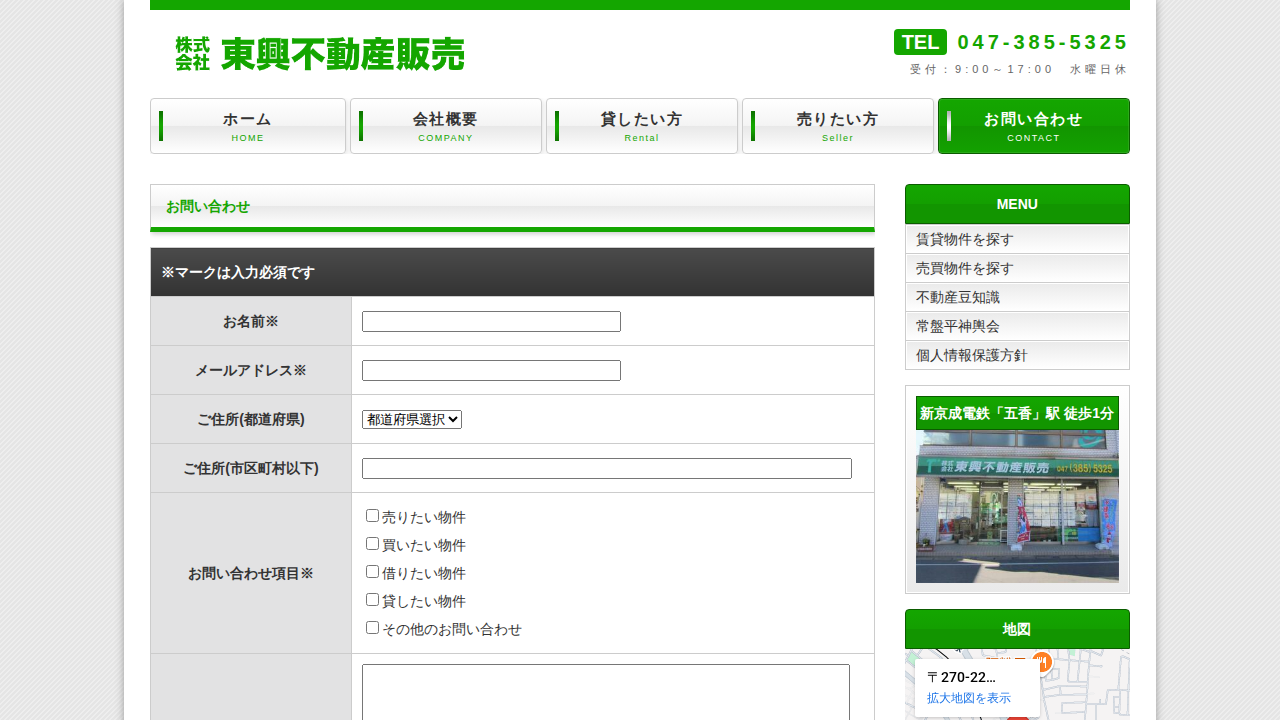 株式会社 東興不動産販売
TEL 047-385-5325
受付：9:00～17:00　水曜日休
ホーム
HOME
会社概要
COMPANY
貸したい方
Rental
売りたい方
Seller
お問い合わせ
CONTACT
お問い合わせ
※マークは入力必須です
お名前※
メールアドレス※
ご住所(都道府県)
都道府県選択
ご住所(市区町村以下)
お問い合わせ項目※
売りたい物件
買いたい物件
借りたい物件
貸したい物件
その他のお問い合わせ
MENU
賃貸物件を探す
売買物件を探す
不動産豆知識
常盤平神輿会
個人情報保護方針
新京成電鉄「五香」駅 徒歩1分
株式会社 東興不動産販売 047(385)5325
地図
〒270-22...
拡大地図を表示